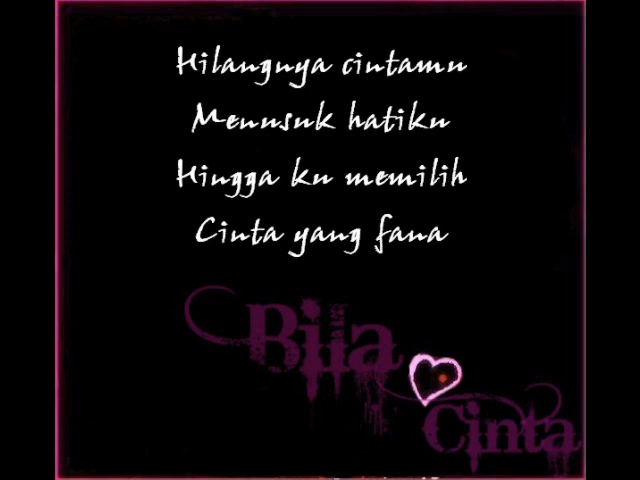 Hilangnya cintamu
Menusuk hatiku
Hingga ku memilih
Cinta yang fana
Bila
Cinta